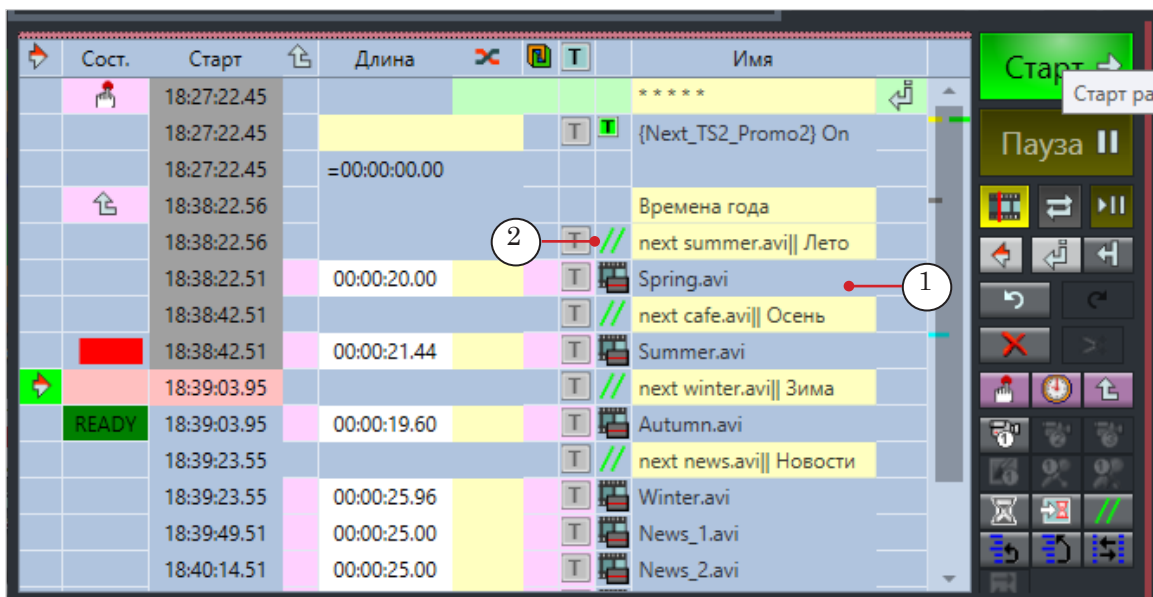 Сост. Старт Длина T Имя
18:27:22.45 * * * * *
18:27:22.45 T T {Next_TS2_Promo2} On
18:27:22.45 =00:00:00.00
18:38:22.56 Времена года
18:38:22.56 2 T // next summer.avi|| Лето
18:38:22.51 00:00:20.00 T Spring.avi 1
18:38:42.51 T // next cafe.avi|| Осень
18:38:42.51 00:00:21.44 T Summer.avi
18:39:03.95 T // next winter.avi|| Зима
READY 18:39:03.95 00:00:19.60 T Autumn.avi
18:39:23.55 T // next news.avi|| Новости
18:39:23.55 00:00:25.96 T Winter.avi
18:39:49.51 00:00:25.00 T News_1.avi
18:40:14.51 00:00:25.00 T News_2.avi
Старт
Старт ра
Пауза